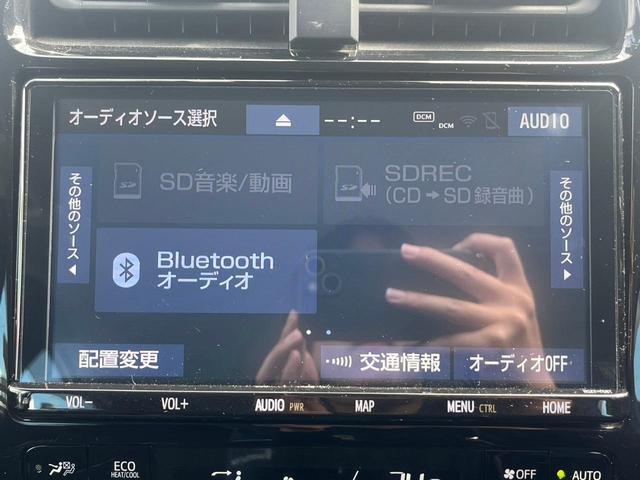 オーディオソース選択
--:--
DCM
DCM
AUDIO
その他のソース
SD
SD音楽/動画
SD
SDREC
(CD➔SD録音曲)
その他のソース
Bluetooth
オーディオ
配置変更
交通情報
オーディオOFF
VOL-
VOL+
AUDIO PWR
MAP
MENU CTRL
HOME
ECO
HEAT/COOL
OFF
AUTO